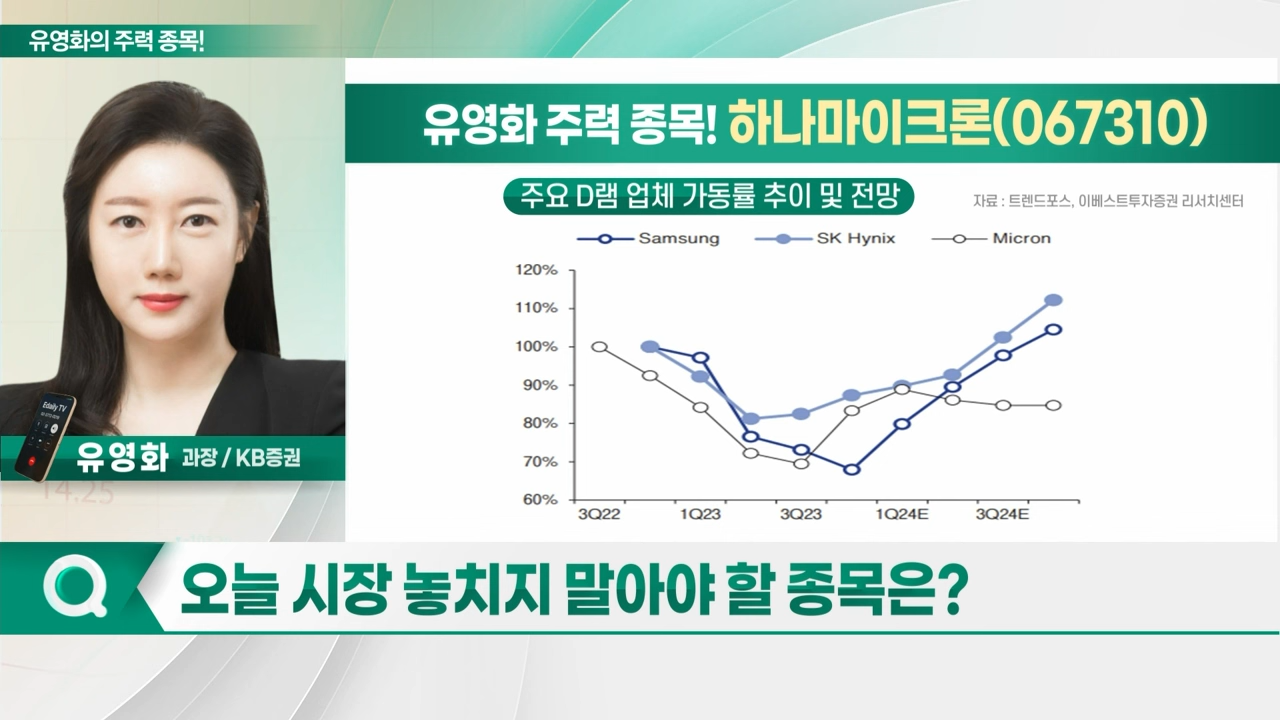 유영화의 주력 종목!
유영화 주력 종목! 하나마이크론(067310)
주요 D램 업체 가동률 추이 및 전망
자료 : 트렌드포스, 이베스트투자증권 리서치센터
Samsung SK Hynix Micron
120%
110%
100%
90%
80%
70%
60%
3Q22 1Q23 3Q23 1Q24E 3Q24E
Edaily TV
유영화 과장 / KB증권
14.25
오늘 시장 놓치지 말아야 할 종목은?